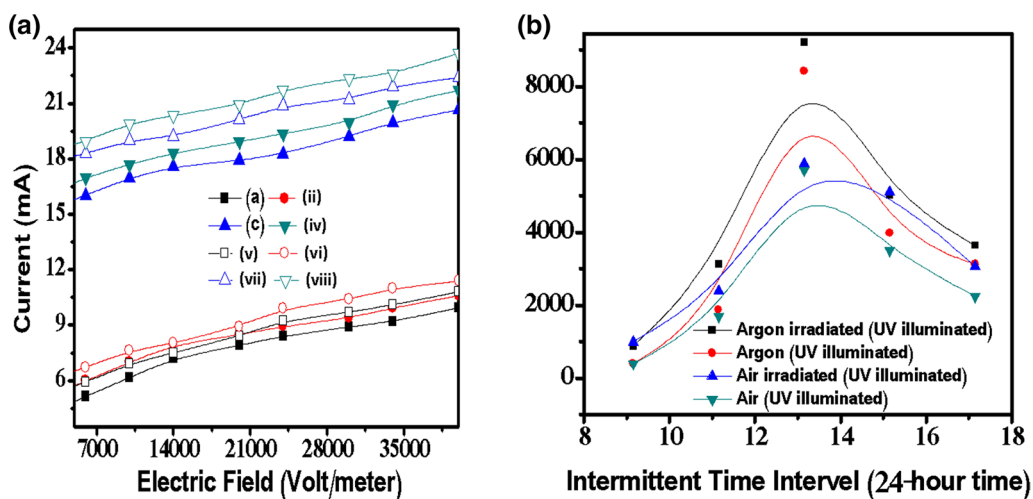 (a)
24
21
18
15
12
9
6
Current (mA)
(a) (ii)
(c) (iv)
(v) (vi)
(vii) (viii)
7000 14000 21000 28000 35000
Electric Field (Volt/meter)
(b)
8000
6000
4000
2000
0
Argon irradiated (UV illuminated)
Argon (UV illuminated)
Air irradiated (UV illuminated)
Air (UV illuminated)
8 10 12 14 16 18
Intermittent Time Intervel (24-hour time)